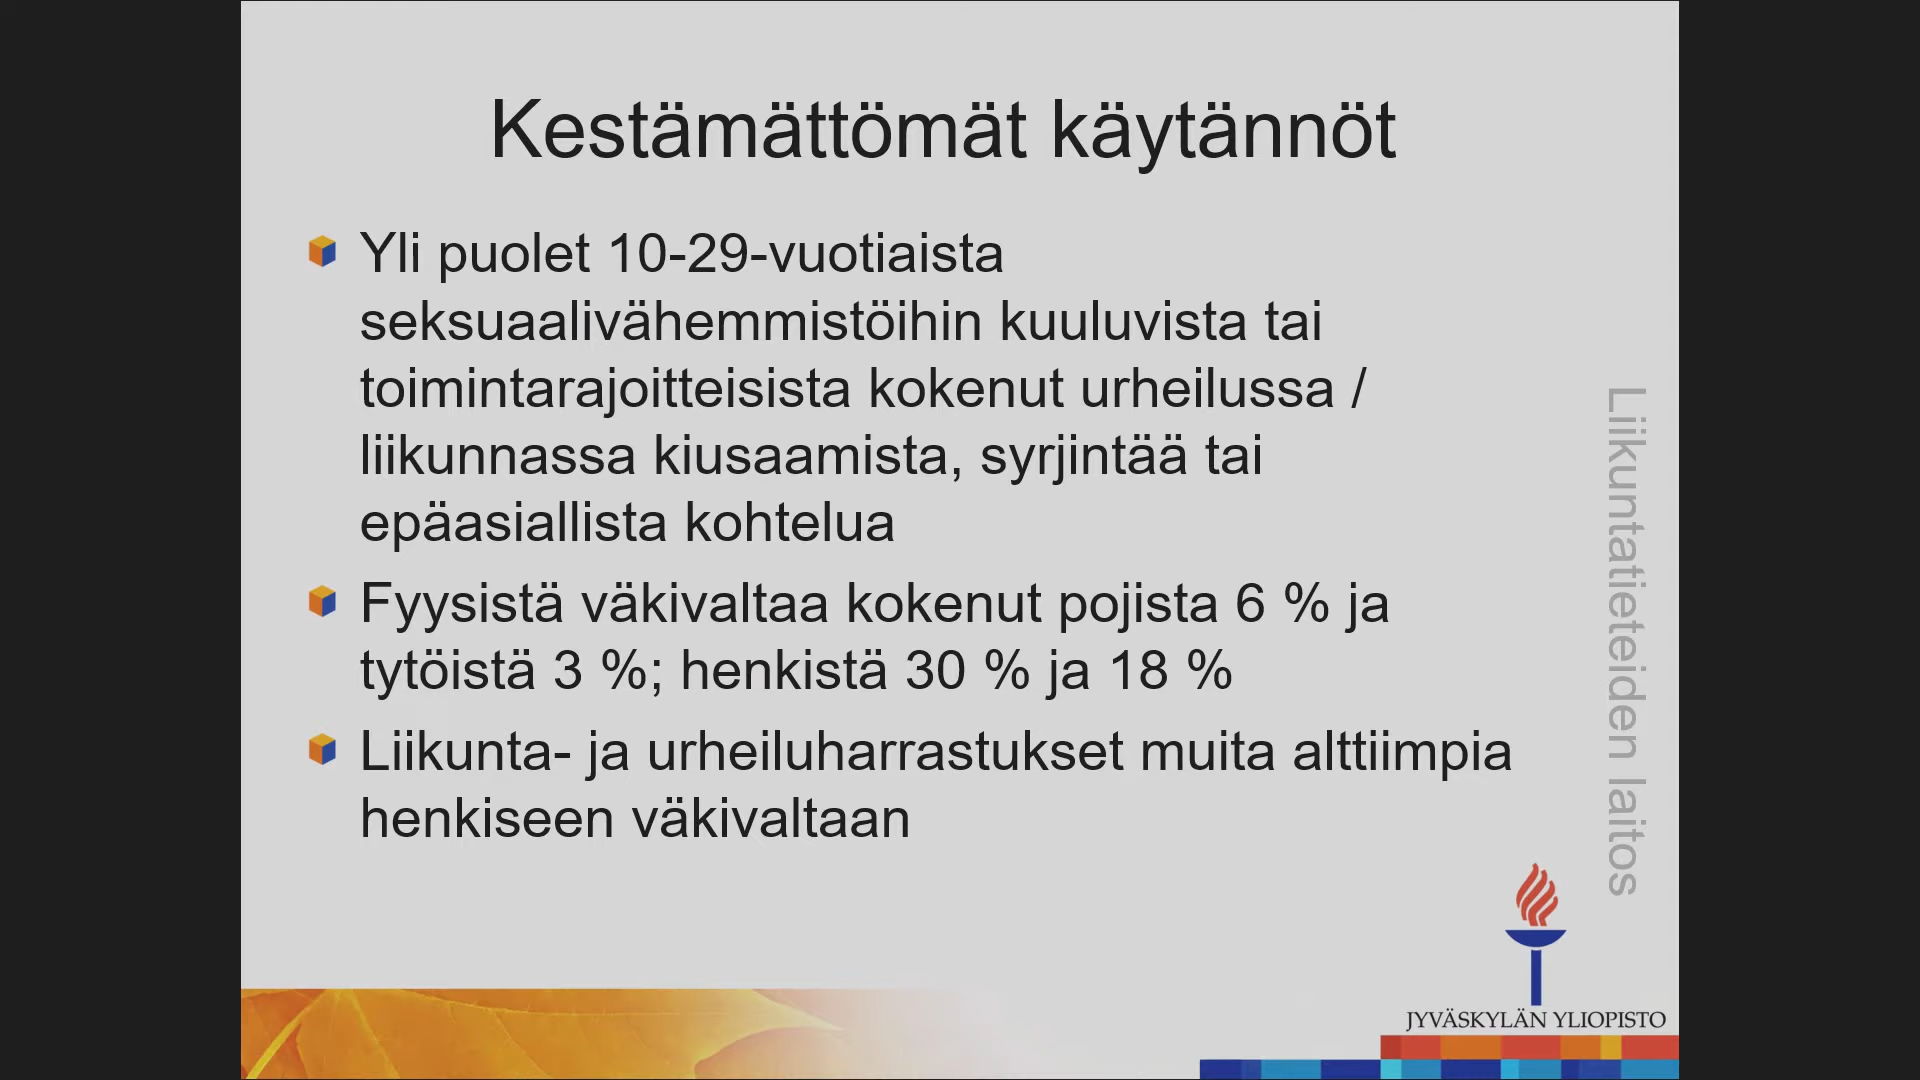 Kestämättömät käytännöt
Yli puolet 10-29-vuotiaista
seksuaalivähemmistöihin kuuluvista tai
toimintarajoitteisista kokenut urheilussa /
liikunnassa kiusaamista, syrjintää tai
epäasiallista kohtelua
Fyysistä väkivaltaa kokenut pojista 6 % ja
tytöistä 3 %; henkistä 30 % ja 18 %
Liikunta- ja urheiluharrastukset muita alttiimpia
henkiseen väkivaltaan
Liikuntatieteiden laitos
JYVÄSKYLÄN YLIOPISTO